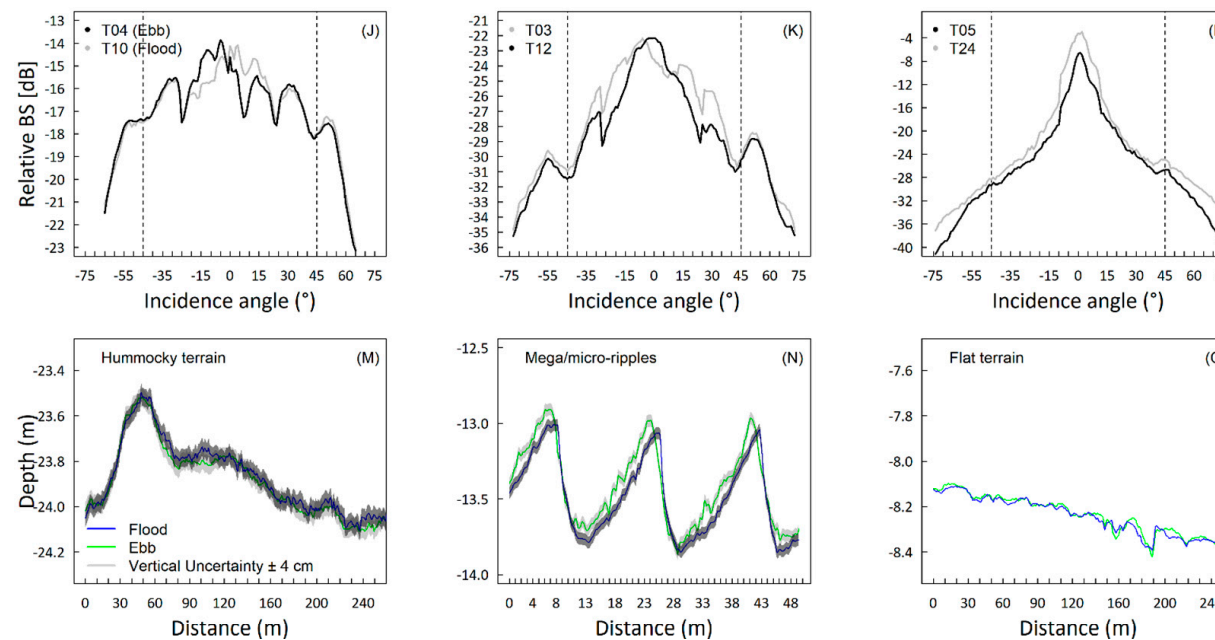 -13 -14 -15 -16 -17 -18 -19 -20 -21 -22 -23
Relative BS [dB]
T04 (Ebb)
T10 (Flood)
(J)
-75 -55 -35 -15 0 15 30 45 60 75
Incidence angle (°)
-21 -22 -23 -24 -25 -26 -27 -28 -29 -30 -31 -32 -33 -34 -35 -36
T03
T12
(K)
-75 -55 -35 -15 0 15 30 45 60 75
Incidence angle (°)
-4 -8 -12 -16 -20 -24 -28 -32 -36 -40
T05
T24
-75 -55 -35 -15 0 15 30 45 60
Incidence angle (°)
-23.4 -23.6 -23.8 -24.0 -24.2
Depth (m)
Hummocky terrain
(M)
Flood
Ebb
Vertical Uncertainty ± 4 cm
0 30 60 90 120 160 200 240
Distance (m)
-12.5 -13.0 -13.5 -14.0
Mega/micro-ripples
(N)
0 4 8 13 18 23 28 33 38 43 48
Distance (m)
-7.6 -7.8 -8.0 -8.2 -8.4
Flat terrain
0 30 60 90 120 160 200 240
Distance (m)